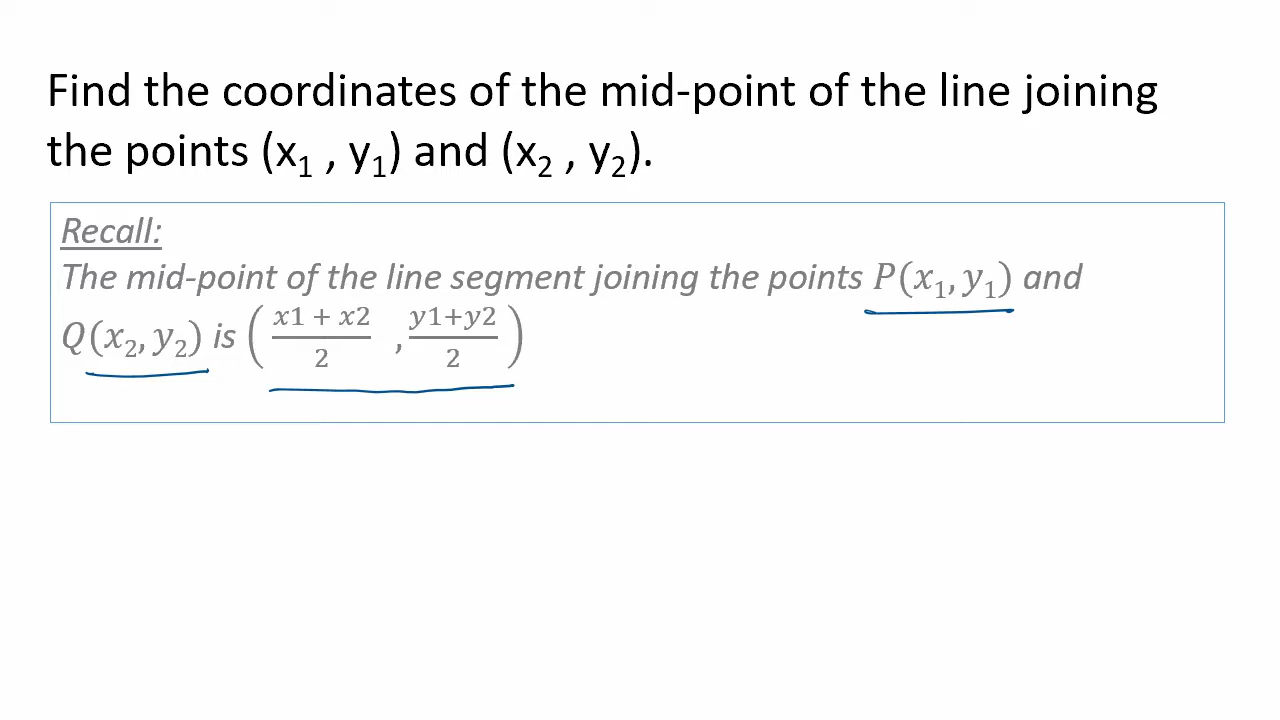 Find the coordinates of the mid-point of the line joining
the points (x₁ , y₁) and (x₂ , y₂).
Recall:
The mid-point of the line segment joining the points P(x₁, y₁) and
Q(x₂, y₂) is ( (x1 + x2)/2 , (y1+y2)/2 )